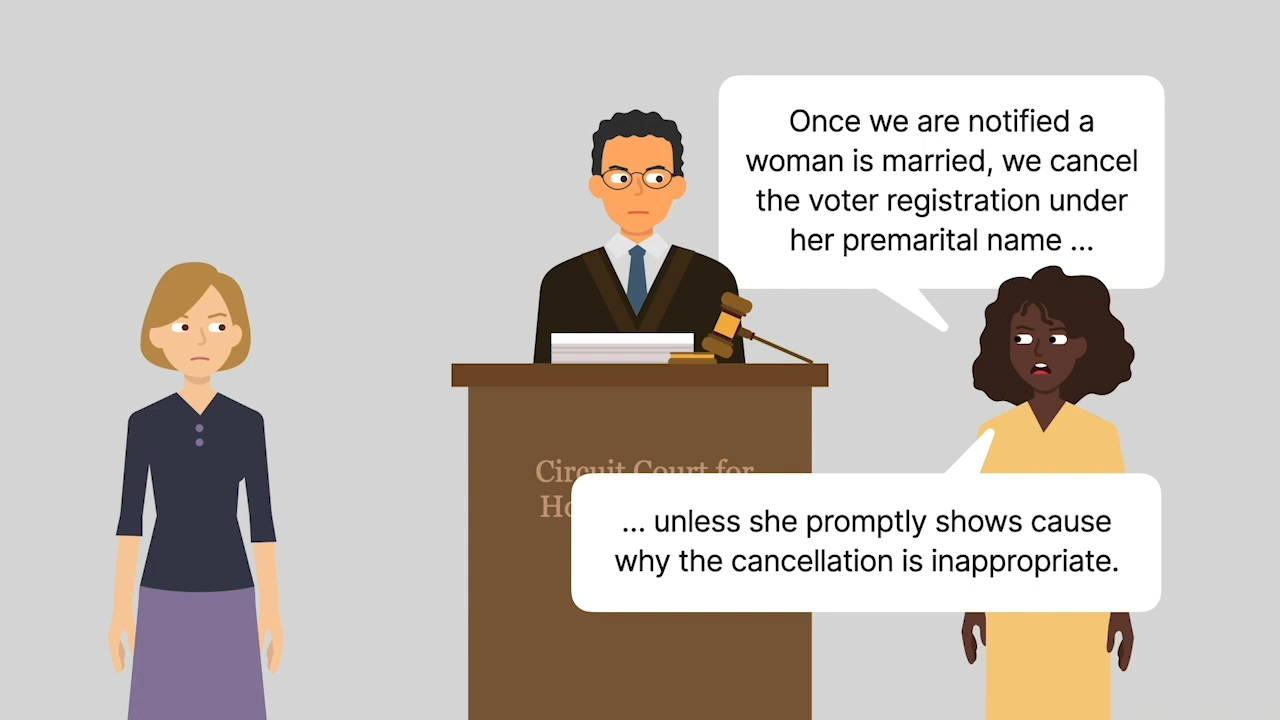 Once we are notified a
woman is married, we cancel
the voter registration under
her premarital name ...
Circuit Court for
... unless she promptly shows cause
why the cancellation is inappropriate.